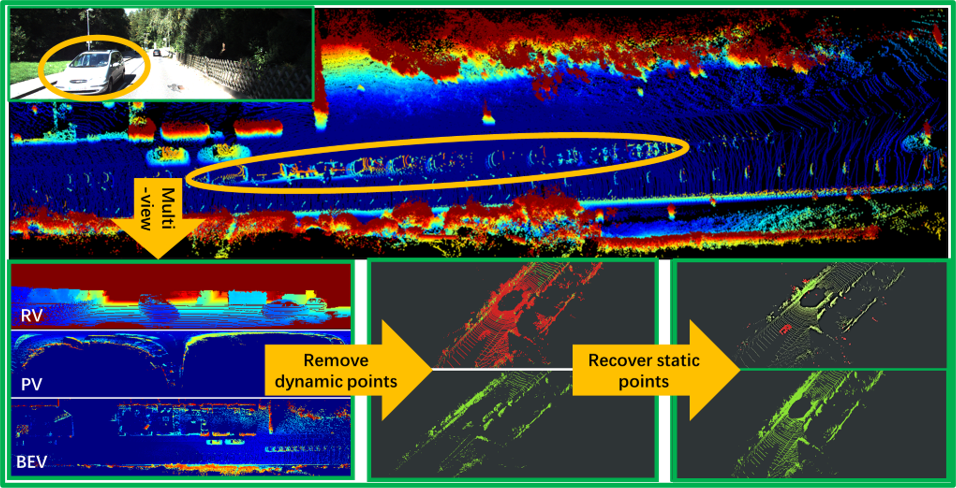 Multi
-view
RV
PV
BEV
Remove
dynamic points
Recover static
points